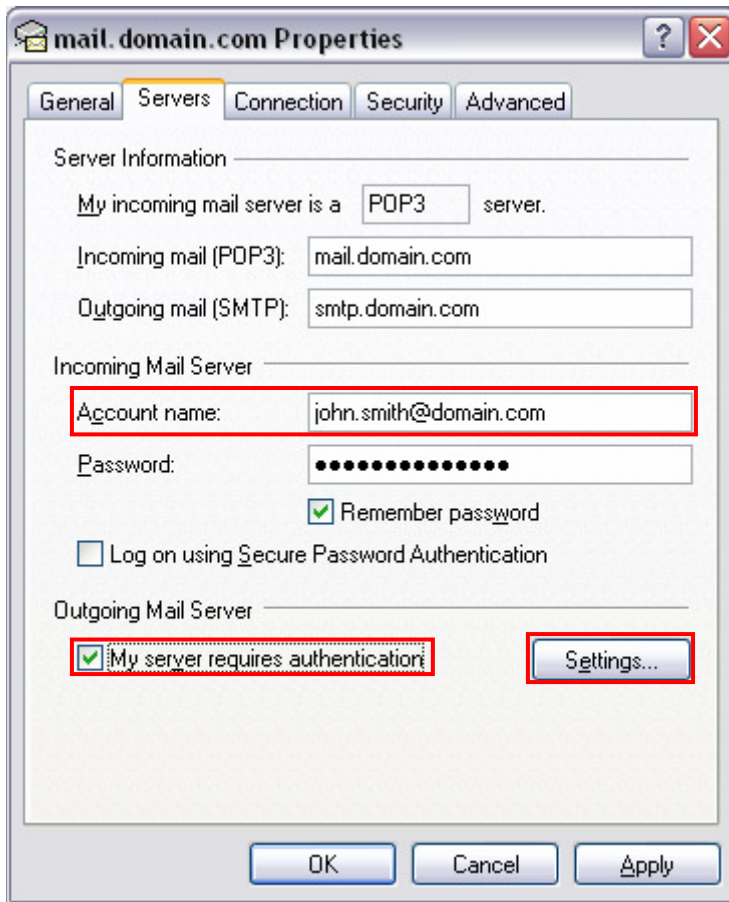 mail.domain.com Properties
General Servers Connection Security Advanced
Server Information
My incoming mail server is a POP3 server.
Incoming mail (POP3): mail.domain.com
Outgoing mail (SMTP): smtp.domain.com
Incoming Mail Server
Account name: john.smith@domain.com
Password: ●●●●●●●●●●●●●●
Remember password
Log on using Secure Password Authentication
Outgoing Mail Server
My server requires authentication Settings...
OK Cancel Apply